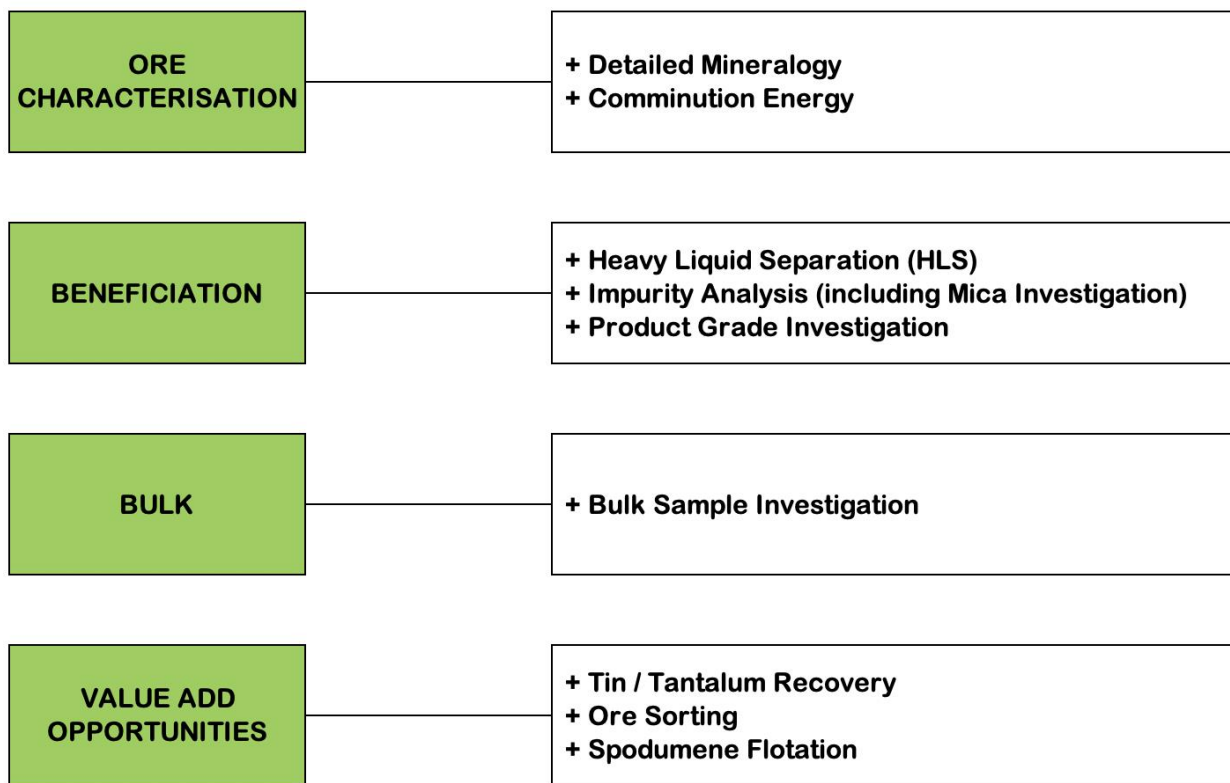 ORE
CHARACTERISATION
+ Detailed Mineralogy
+ Comminution Energy
BENEFICIATION
+ Heavy Liquid Separation (HLS)
+ Impurity Analysis (including Mica Investigation)
+ Product Grade Investigation
BULK
+ Bulk Sample Investigation
VALUE ADD
OPPORTUNITIES
+ Tin / Tantalum Recovery
+ Ore Sorting
+ Spodumene Flotation